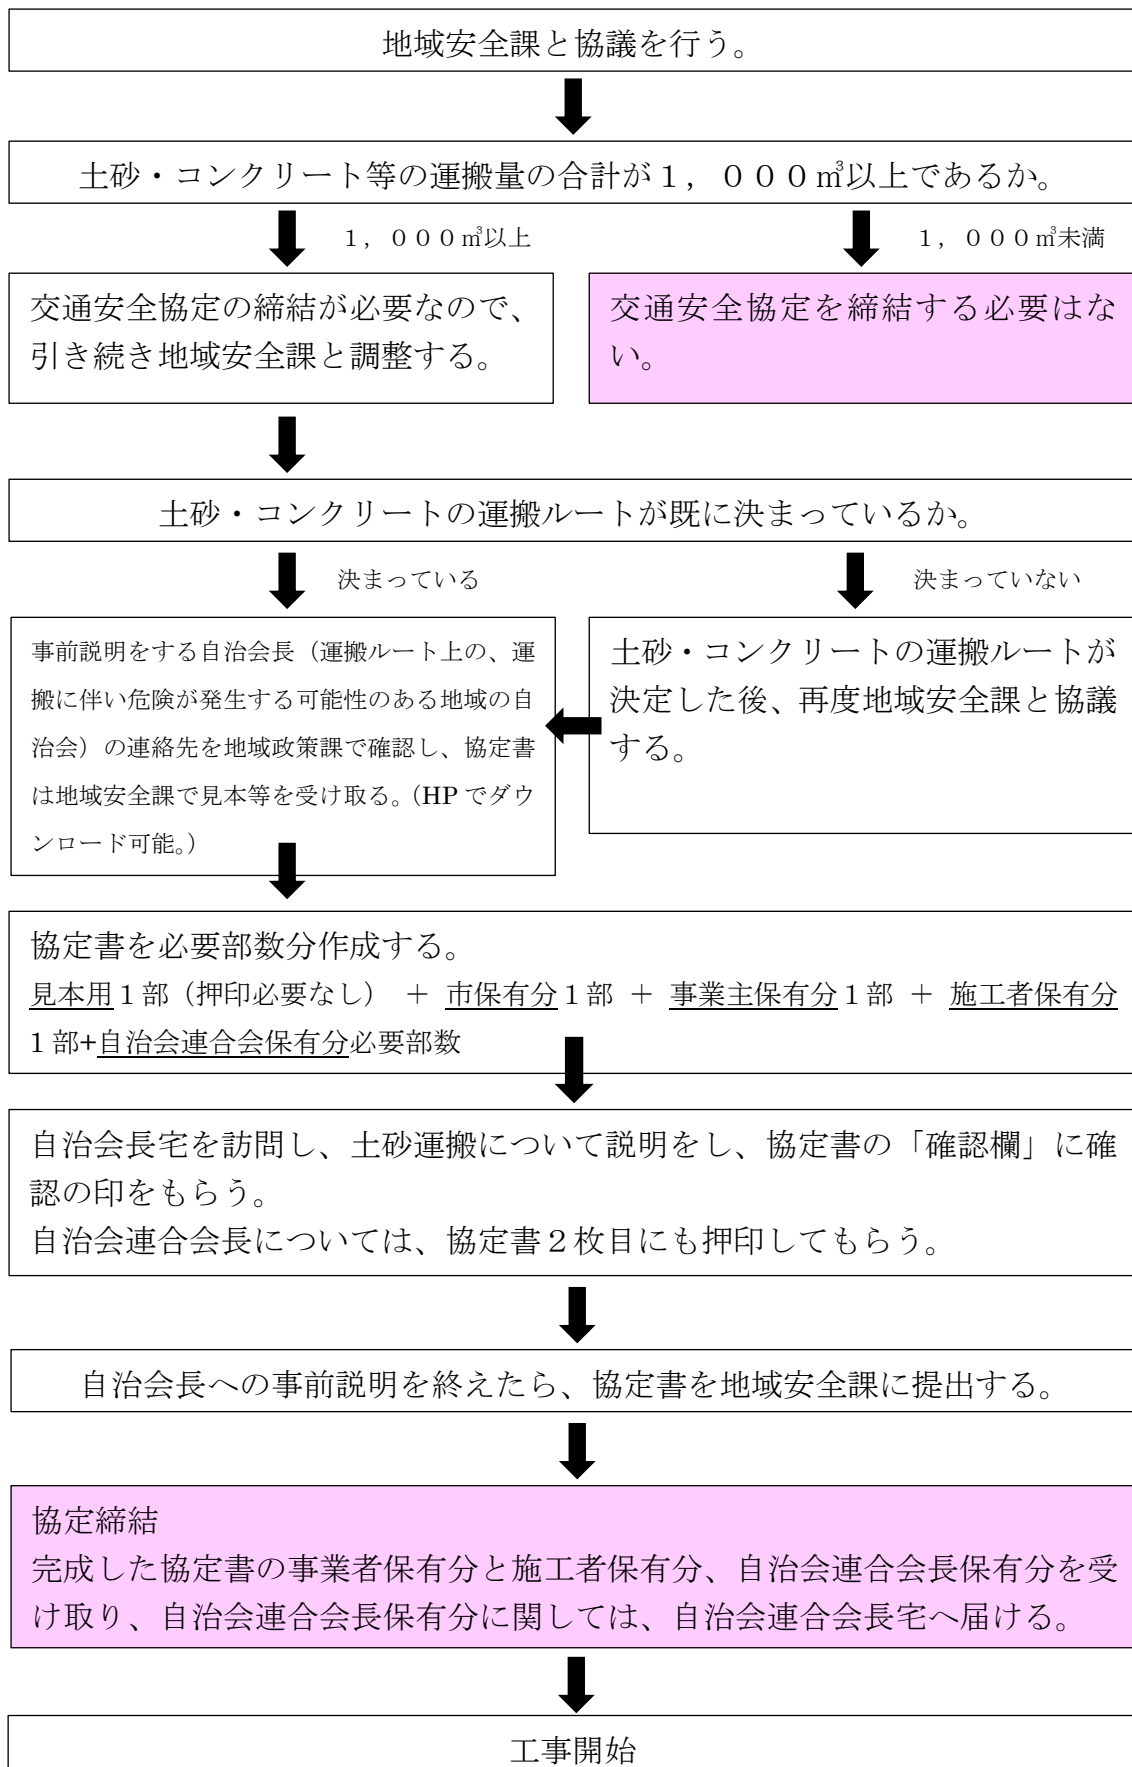 地域安全課と協議を行う。
土砂・コンクリート等の運搬量の合計が１，０００㎥以上であるか。
１，０００㎥以上
１，０００㎥未満
交通安全協定の締結が必要なので、
引き続き地域安全課と調整する。
交通安全協定を締結する必要はな
い。
土砂・コンクリートの運搬ルートが既に決まっているか。
決まっている
決まっていない
事前説明をする自治会長（運搬ルート上の、運
搬に伴い危険が発生する可能性のある地域の自
治会）の連絡先を地域政策課で確認し、協定書
は地域安全課で見本等を受け取る。（HP でダウ
ンロード可能。）
土砂・コンクリートの運搬ルートが
決定した後、再度地域安全課と協議
する。
協定書を必要部数分作成する。
見本用１部（押印必要なし） ＋ 市保有分１部 ＋ 事業主保有分１部 ＋ 施工者保有分
１部+自治会連合会保有分必要部数
自治会長宅を訪問し、土砂運搬について説明をし、協定書の「確認欄」に確
認の印をもらう。
自治会連合会長については、協定書２枚目にも押印してもらう。
自治会長への事前説明を終えたら、協定書を地域安全課に提出する。
協定締結
完成した協定書の事業者保有分と施工者保有分、自治会連合会長保有分を受
け取り、自治会連合会長保有分に関しては、自治会連合会長宅へ届ける。
工事開始